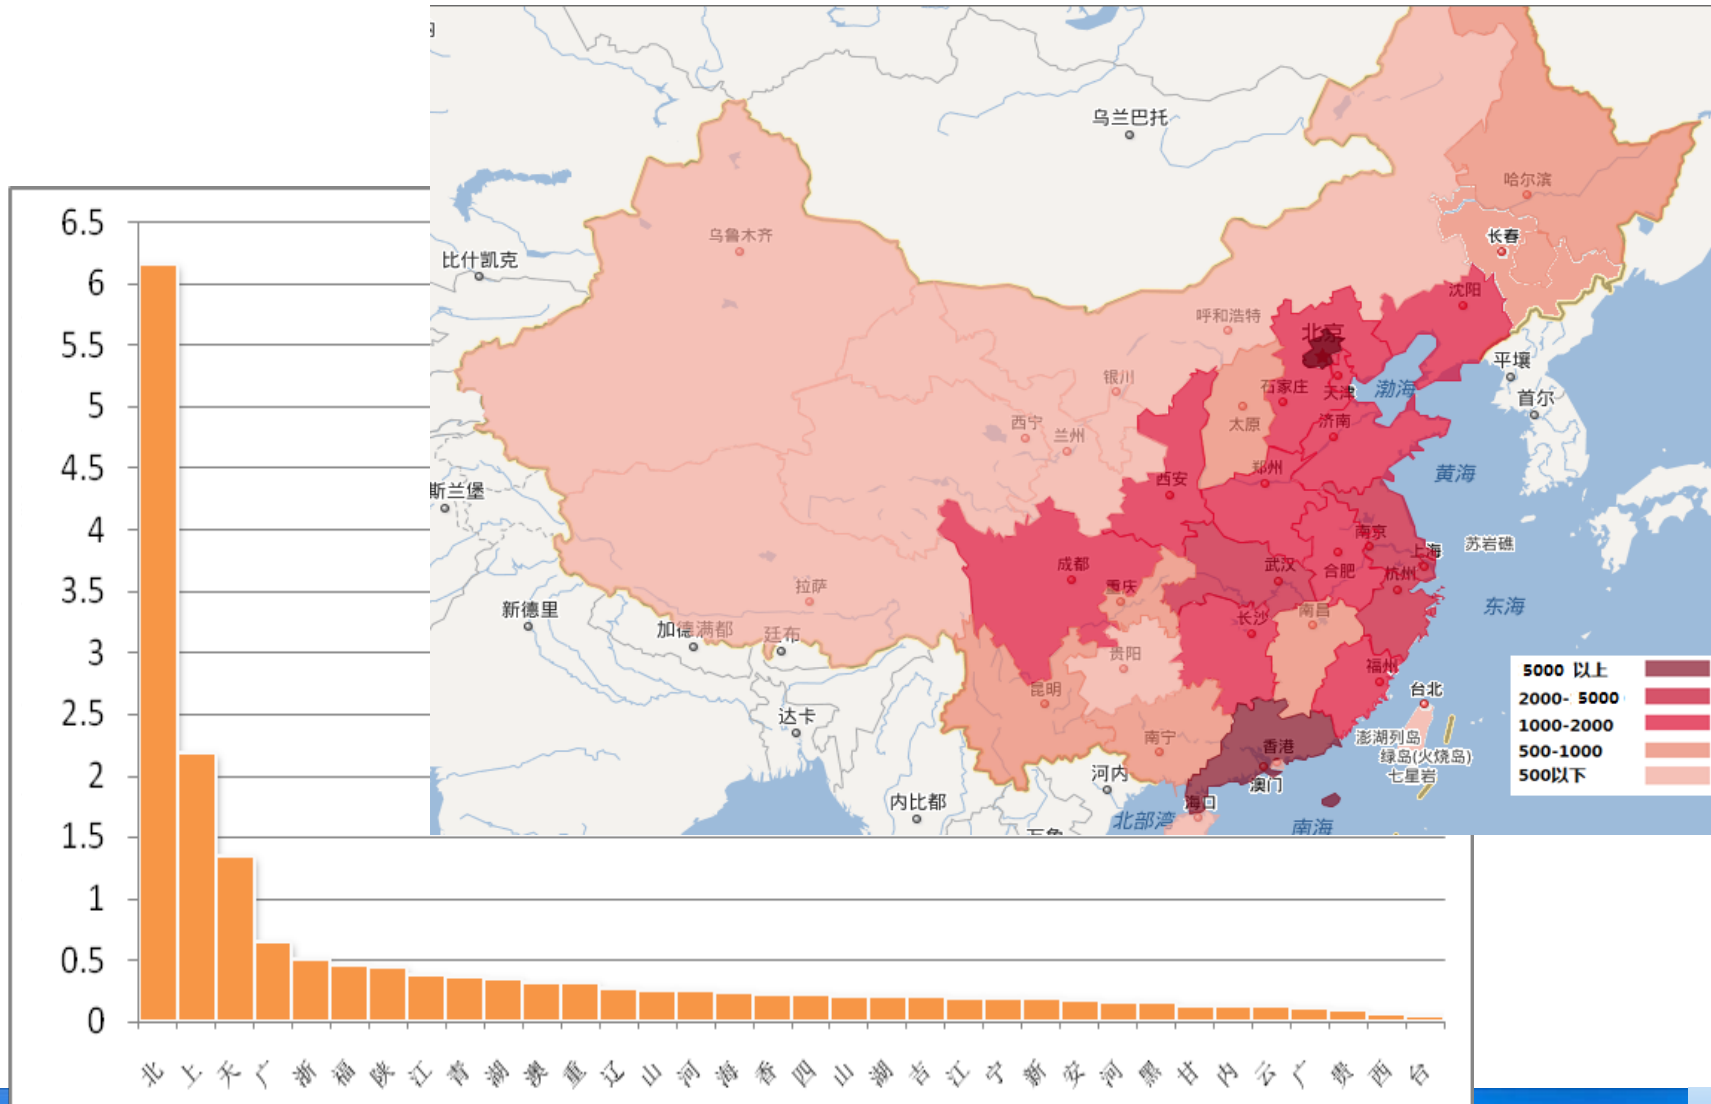 6.5
6
5.5
5
4.5
4
3.5
3
2.5
2
1.5
1
0.5
0
北 上 天 广 浙 福 陕 江 青 湖 澳 重 辽 山 河 海 香 四 山 湖 吉 江 宁 新 安 河 黑 甘 内 云 广 贵 西 台
乌兰巴托
哈尔滨
乌鲁木齐
长春
比什凯克
沈阳
呼和浩特
北京
平壤
银川
石家庄
天津
渤海
首尔
西宁
兰州
太原
济南
郑州
黄海
斯兰堡
西安
南京
苏岩礁
上海
成都
武汉
合肥
杭州
拉萨
重庆
新德里
南昌
东海
长沙
加德满都
廷布
贵阳
福州
昆明
台北
达卡
南宁
香港
澎湖列岛
绿岛(火烧岛)
七星岩
河内
澳门
内比都
海口
北部湾
南海
5000 以上
2000- 5000
1000-2000
500-1000
500以下